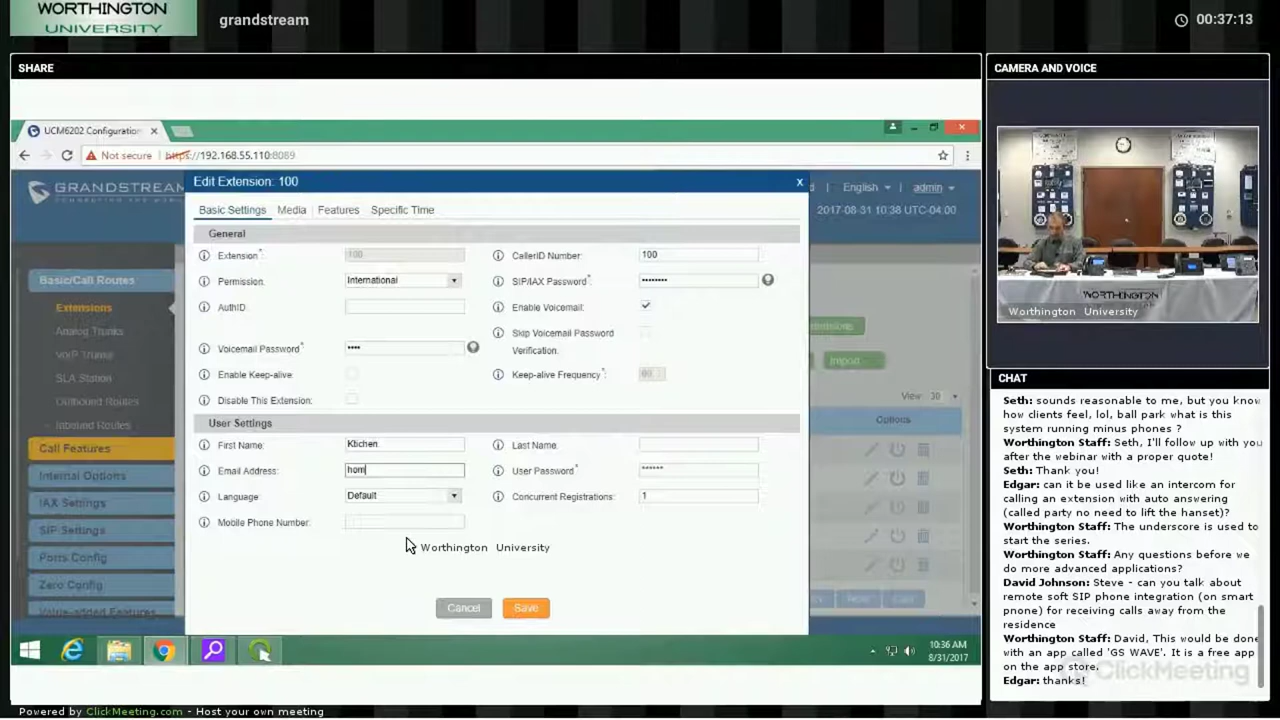 WORTHINGTON
UNIVERSITY
grandstream
00:37:13
SHARE
UCM6202 Configuration
Not secure | https://192.168.55.110:8089
GRANDSTREAM
English
admin
2017-08-31 10:38 UTC-04:00
Basic/Call Routes
Extensions
Analog Trunks
VoIP Trunks
SLA Station
Outbound Routes
Inbound Routes
Call Features
Internal Options
IAX Settings
SIP Settings
Ports Config
Zero Config
Value-added Features
Import
View: 30
Options
Edit Extension: 100
x
Basic Settings Media Features Specific Time
General
Extension*: 100
CallerID Number: 100
Permission: International
SIP/IAX Password*: ********
AuthID
Enable Voicemail:
Skip Voicemail Password
Verification:
Voicemail Password* ••••
Enable Keep-alive:
Keep-alive Frequency*: 60
Disable This Extension:
User Settings
First Name: Ktichen
Last Name:
Email Address: hom
User Password* ******
Language: Default
Concurrent Registrations: 1
Mobile Phone Number:
Worthington University
Cancel Save
10:36 AM
8/31/2017
CAMERA AND VOICE
WORTHINGTON
Worthington University
CHAT
Seth: sounds reasonable to me, but you know
how clients feel, lol, ball park what is this
system running minus phones ?
Worthington Staff: Seth, I'll follow up with you
after the webinar with a proper quote!
Seth: Thank you!
Edgar: can it be used like an intercom for
calling an extension with auto answering
(called party no need to lift the hanset)?
Worthington Staff: The underscore is used to
start the series.
Worthington Staff: Any questions before we
do more advanced applications?
David Johnson: Steve - can you talk about
remote soft SIP phone integration (on smart
pnone) for receiving calls away from the
residence
Worthington Staff: David, This would be done
with an app called 'GS WAVE'. It is a free app
on the app store.
Edgar: thanks!
ClickMeeting
Powered by ClickMeeting.com - Host your own meeting